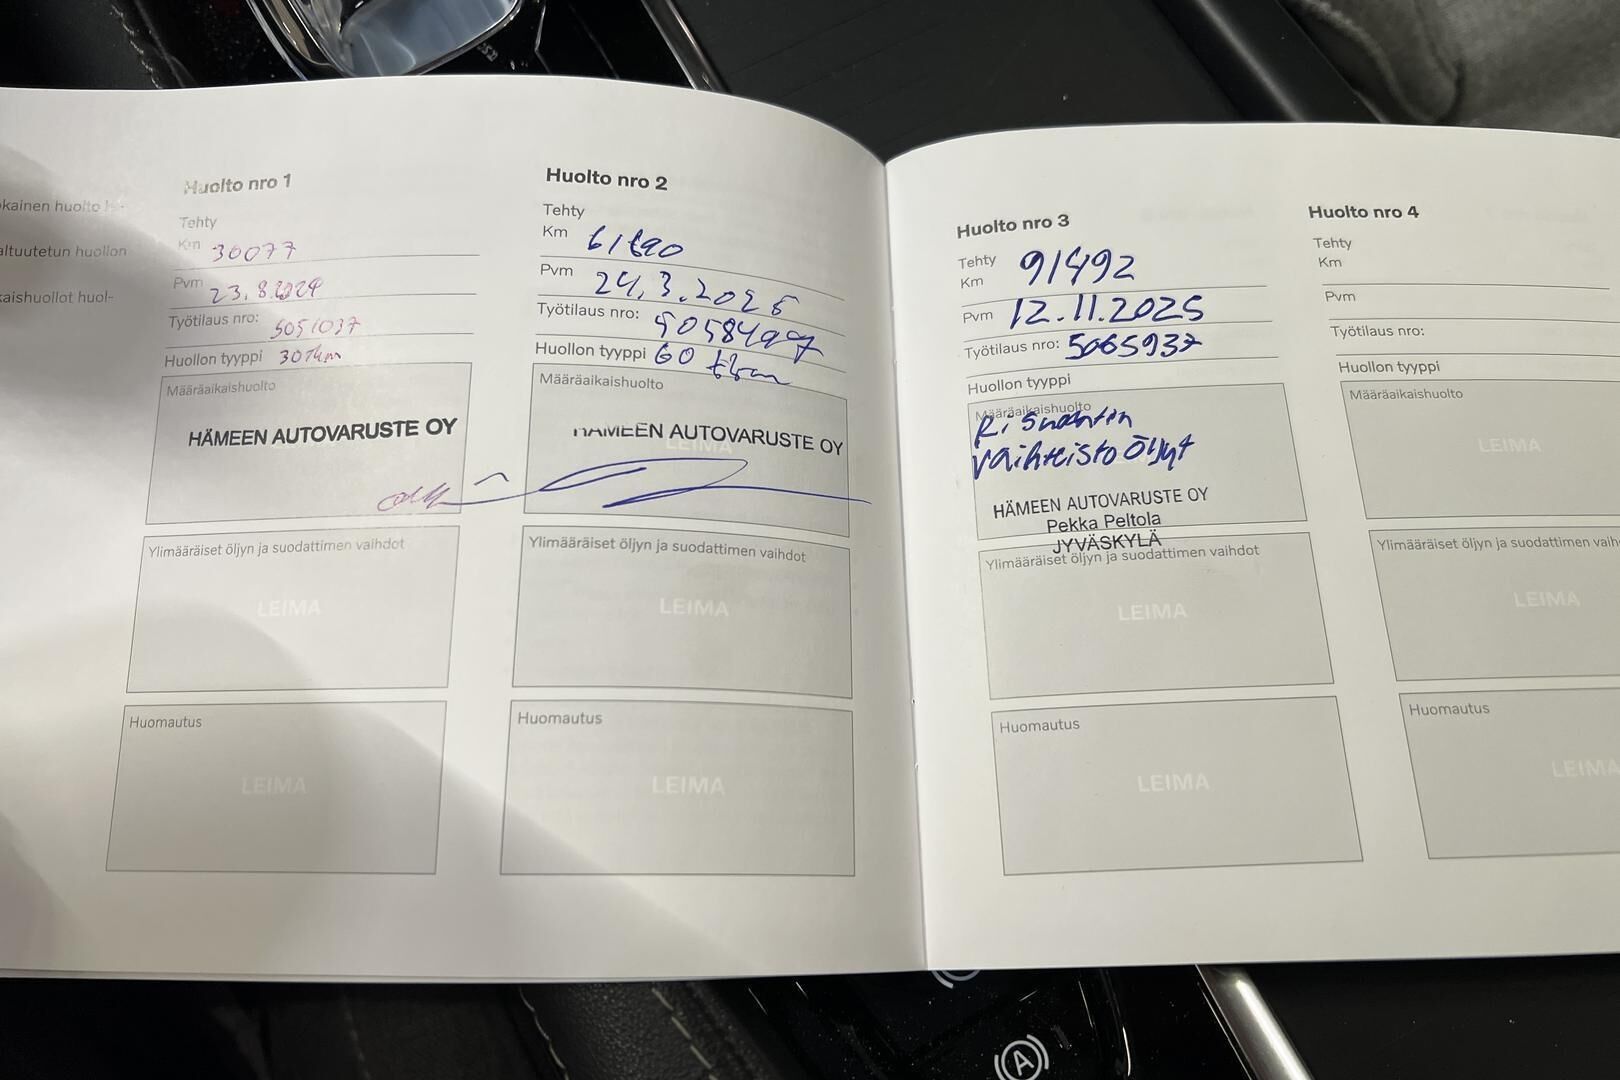 Huolto nro 1
Tehty
Km 30077
Pvm 23.8.2024
Työtilaus nro: 5051037
Huollon tyyppi 30Tkm
Määräaikaishuolto
HÄMEEN AUTOVARUSTE OY
Ylimääräiset öljyn ja suodattimen vaihdot
LEIMA
Huomautus
LEIMA
kainen huolto
altuutetun huollon
kaishuollot huol-
Huolto nro 2
Tehty
Km
Pvm 24.3.2025
Työtilaus nro:
Huollon tyyppi 60 tkm
Määräaikaishuolto
LEIMA
HÄMEEN AUTOVARUSTE OY
Ylimääräiset öljyn ja suodattimen vaihdot
LEIMA
Huomautus
LEIMA
Huolto nro 3
Tehty
Km 91492
Pvm 12.11.2025
Työtilaus nro: 5065937
Huollon tyyppi
Määräaikaishuolto
Vaihteisto Öljyt
HÄMEEN AUTOVARUSTE OY
Pekka Peltola
JYVÄSKYLÄ
Ylimääräiset öljyn ja suodattimen vaihdot
LEIMA
Huomautus
LEIMA
Huolto nro 4
Tehty
Km
Pvm
Työtilaus nro:
Huollon tyyppi
Määräaikaishuolto
LEIMA
Ylimääräiset öljyn ja suodattimen vaih
LEIMA
Huomautus
LEIMA
A